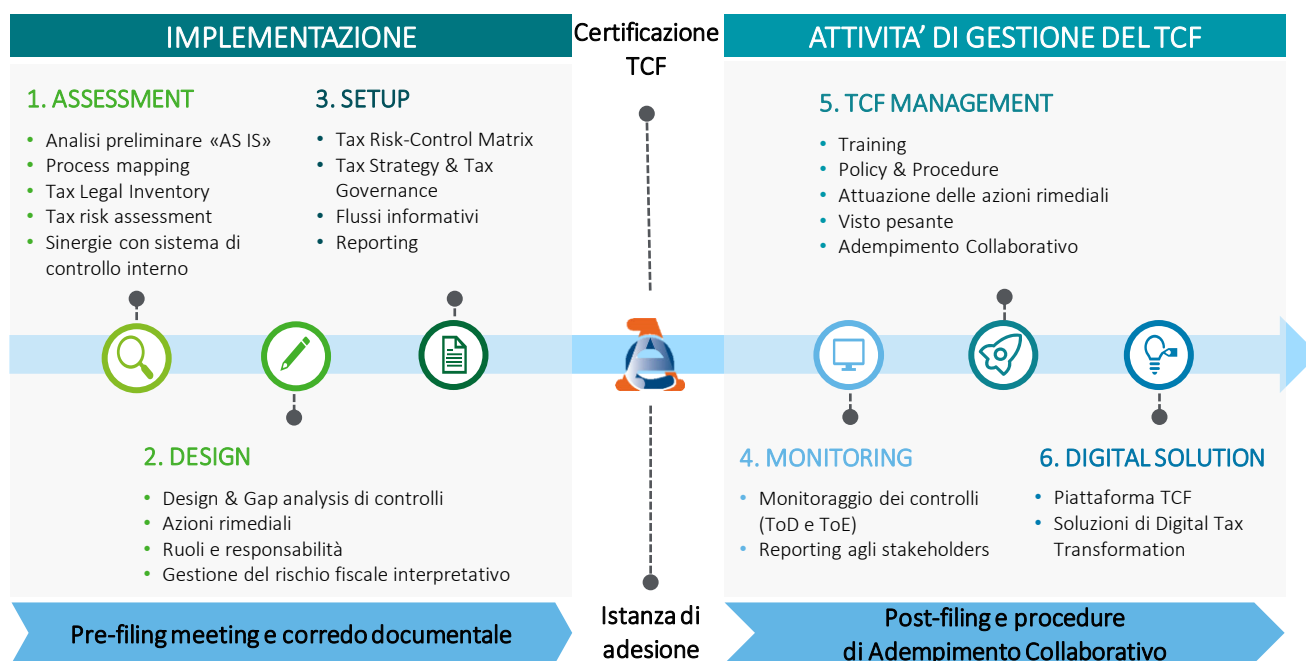 IMPLEMENTAZIONE
1. ASSESSMENT
• Analisi preliminare «AS IS»
• Process mapping
• Tax Legal Inventory
• Tax risk assessment
• Sinergie con sistema di
controllo interno
3. SETUP
• Tax Risk-Control Matrix
• Tax Strategy & Tax
Governance
• Flussi informativi
• Reporting
2. DESIGN
• Design & Gap analysis di controlli
• Azioni rimediali
• Ruoli e responsabilità
• Gestione del rischio fiscale interpretativo
Pre-filing meeting e corredo documentale
Certificazione
TCF
Istanza di
adesione
ATTIVITA’ DI GESTIONE DEL TCF
5. TCF MANAGEMENT
• Training
• Policy & Procedure
• Attuazione delle azioni rimediali
• Visto pesante
• Adempimento Collaborativo
4. MONITORING
• Monitoraggio dei controlli
(ToD e ToE)
• Reporting agli stakeholders
6. DIGITAL SOLUTION
• Piattaforma TCF
• Soluzioni di Digital Tax
Transformation
Post-filing e procedure
di Adempimento Collaborativo